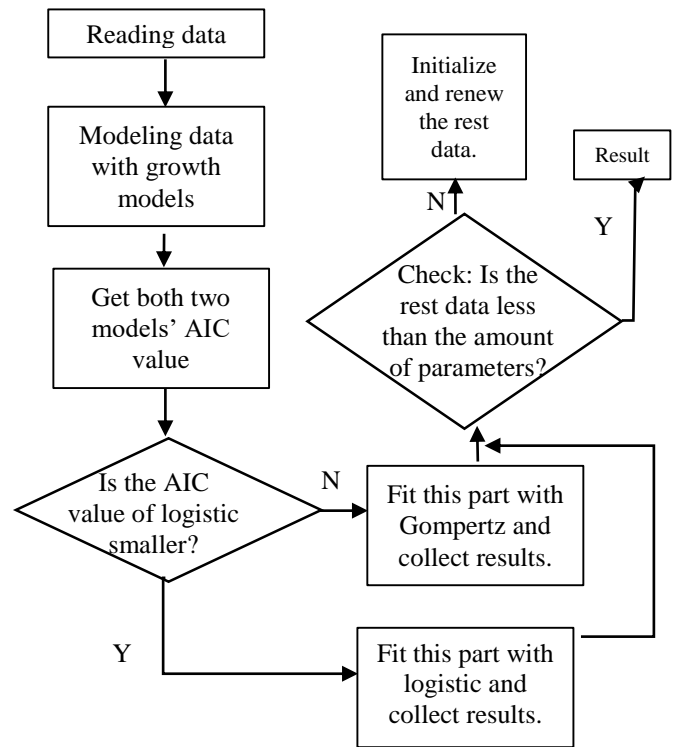 Reading data
Modeling data
with growth
models
Get both two
models’ AIC
value
Is the AIC
value of logistic
smaller?
N
Y
Fit this part with
Gompertz and
collect results.
Fit this part with
logistic and
collect results.
Check: Is the
rest data less
than the amount
of parameters?
N
Y
Initialize
and renew
the rest
data.
Result